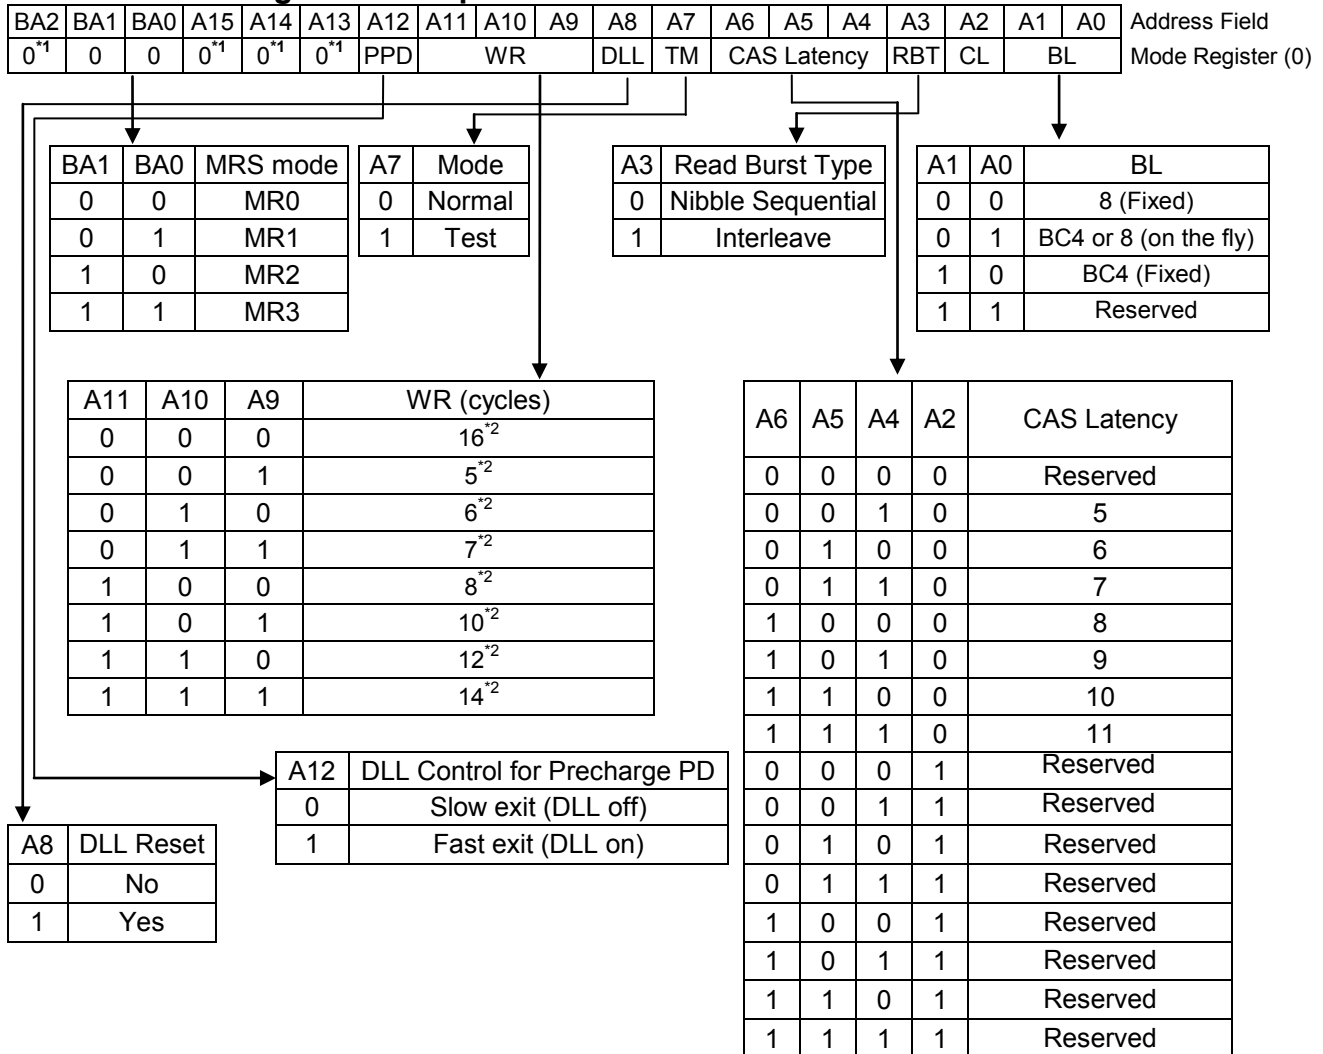 BA2 BA1 BA0 A15 A14 A13 A12 A11 A10 A9 A8 A7 A6 A5 A4 A3 A2 A1 A0 Address Field
0*1 0 0 0*1 0*1 0*1 PPD WR DLL TM CAS Latency RBT CL BL Mode Register (0)
BA1 BA0 MRS mode
0 0 MR0
0 1 MR1
1 0 MR2
1 1 MR3
A7 Mode
0 Normal
1 Test
A3 Read Burst Type
0 Nibble Sequential
1 Interleave
A1 A0 BL
0 0 8 (Fixed)
0 1 BC4 or 8 (on the fly)
1 0 BC4 (Fixed)
1 1 Reserved
A11 A10 A9 WR (cycles)
0 0 0 16*2
0 0 1 5*2
0 1 0 6*2
0 1 1 7*2
1 0 0 8*2
1 0 1 10*2
1 1 0 12*2
1 1 1 14*2
A6 A5 A4 A2 CAS Latency
0 0 0 0 Reserved
0 0 1 0 5
0 1 0 0 6
0 1 1 0 7
1 0 0 0 8
1 0 1 0 9
1 1 0 0 10
1 1 1 0 11
0 0 0 1 Reserved
0 0 1 1 Reserved
0 1 0 1 Reserved
0 1 1 1 Reserved
1 0 0 1 Reserved
1 0 1 1 Reserved
1 1 0 1 Reserved
1 1 1 1 Reserved
A12 DLL Control for Precharge PD
0 Slow exit (DLL off)
1 Fast exit (DLL on)
A8 DLL Reset
0 No
1 Yes